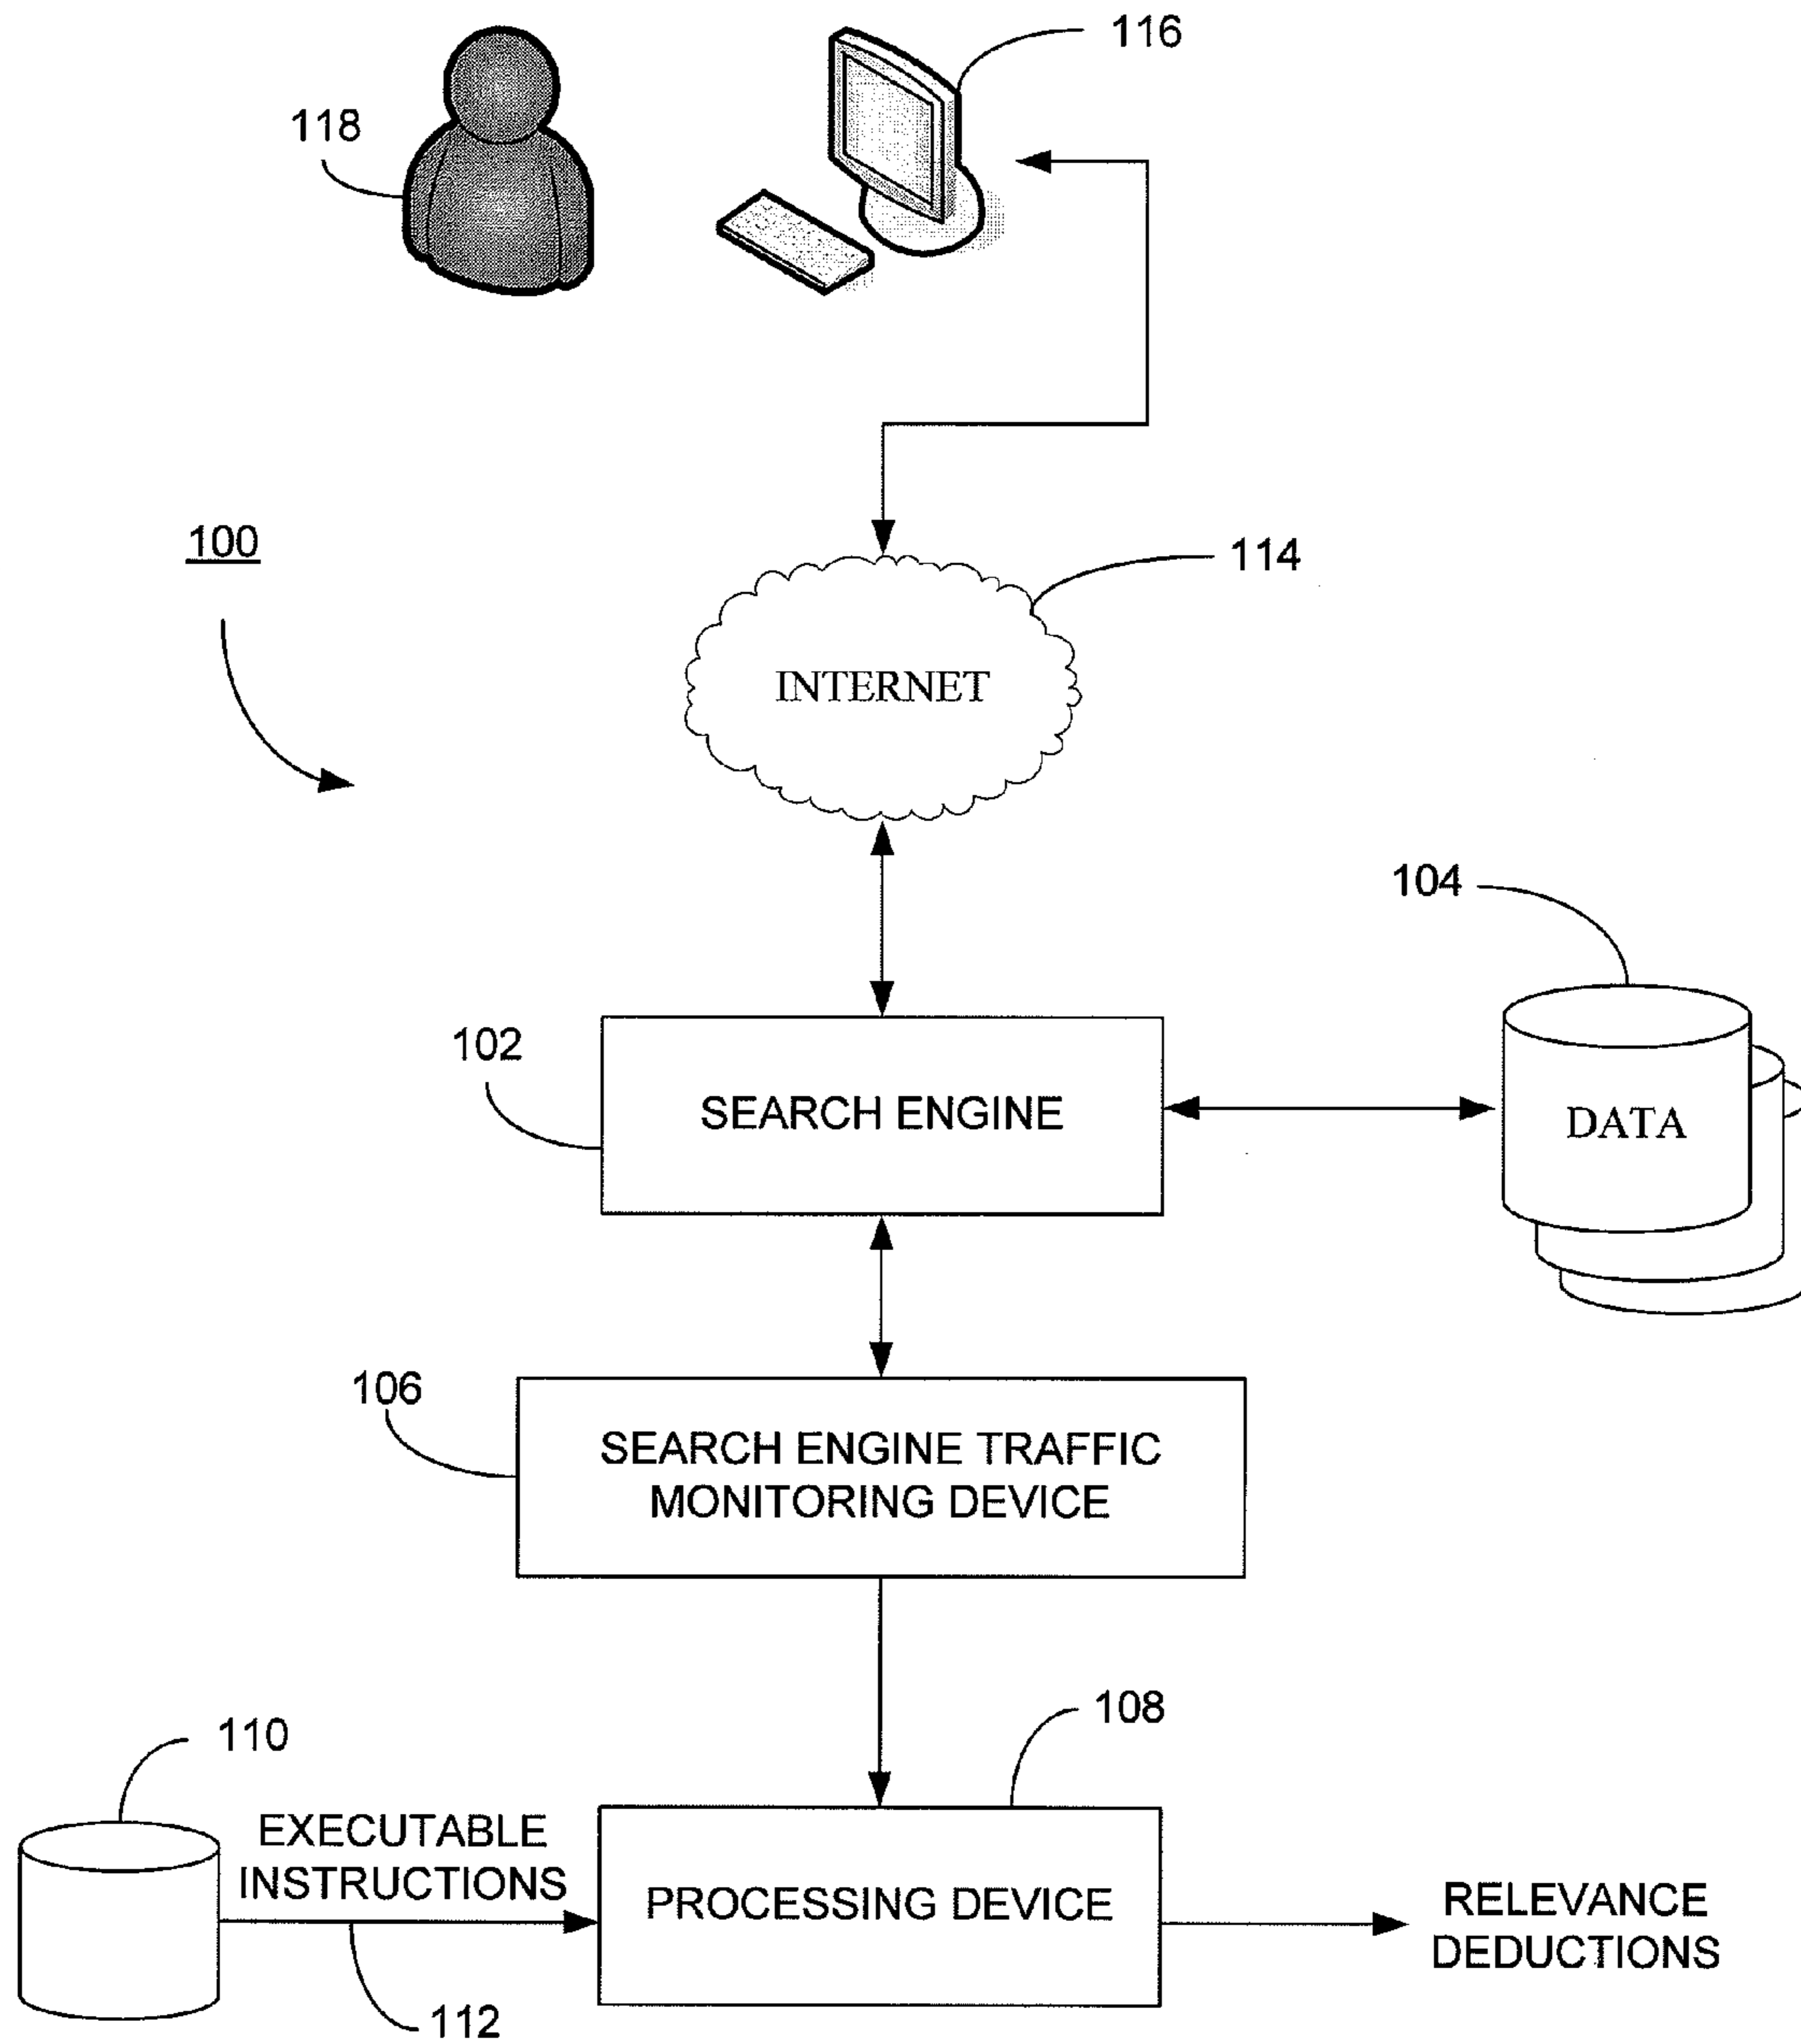 116
118
100
114
INTERNET
104
102
SEARCH ENGINE
DATA
106
SEARCH ENGINE TRAFFIC
MONITORING DEVICE
108
110
EXECUTABLE
INSTRUCTIONS
PROCESSING DEVICE
RELEVANCE
DEDUCTIONS
112